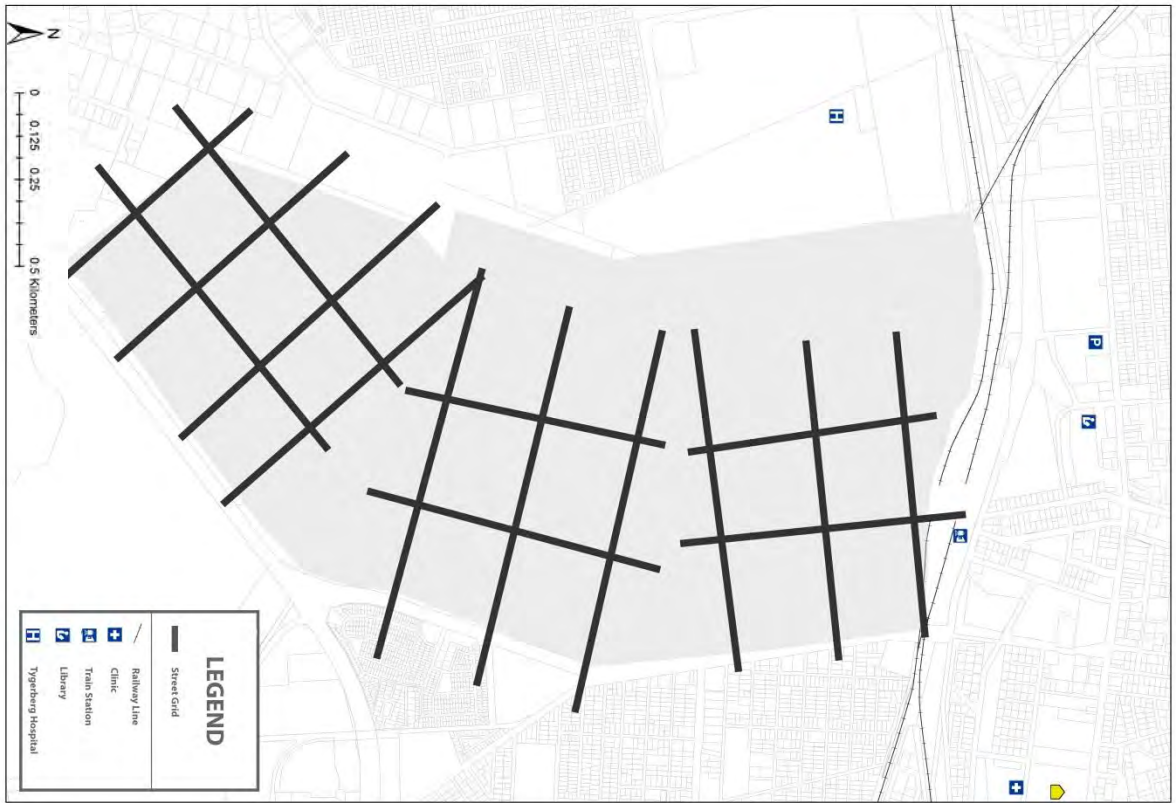 N
0 0.125 0.25 0.5 Kilometers
H
P
LEGEND
Street Grid
Railway Line
Clinic
Train Station
Library
H Tygerberg Hospital